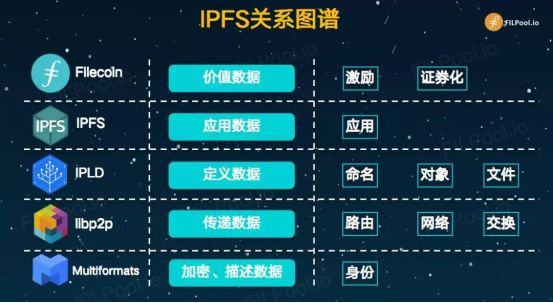 IPFS关系图谱
FILPool.io
Filecoin 价值数据 激励 证券化
IPFS IPFS 应用数据 应用
IPLD 定义数据 命名 对象 文件
libp2p 传递数据 路由 网络 交换
Multiformats 加密、描述数据 身份